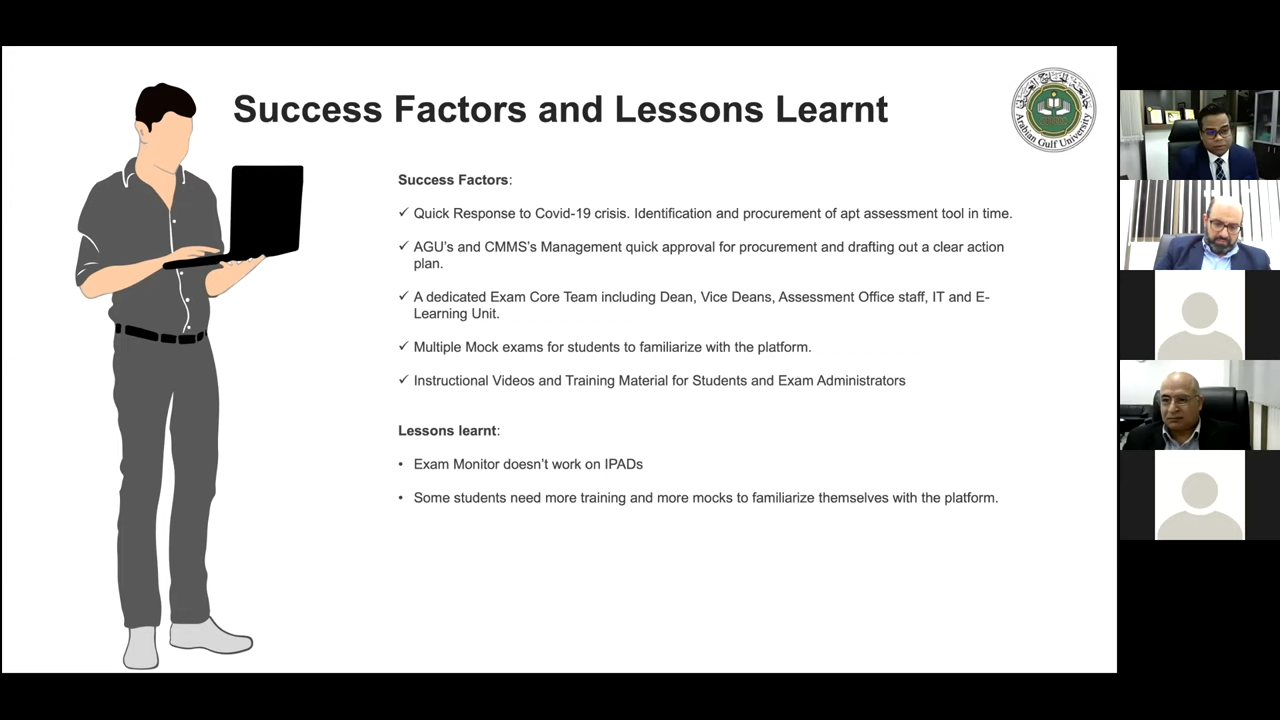 Success Factors and Lessons Learnt
Arabian Gulf University
Success Factors:
✓ Quick Response to Covid-19 crisis. Identification and procurement of apt assessment tool in time.
✓ AGU's and CMMS's Management quick approval for procurement and drafting out a clear action
plan.
✓ A dedicated Exam Core Team including Dean, Vice Deans, Assessment Office staff, IT and E-
Learning Unit.
✓ Multiple Mock exams for students to familiarize with the platform.
✓ Instructional Videos and Training Material for Students and Exam Administrators
Lessons learnt:
• Exam Monitor doesn't work on IPADs
• Some students need more training and more mocks to familiarize themselves with the platform.